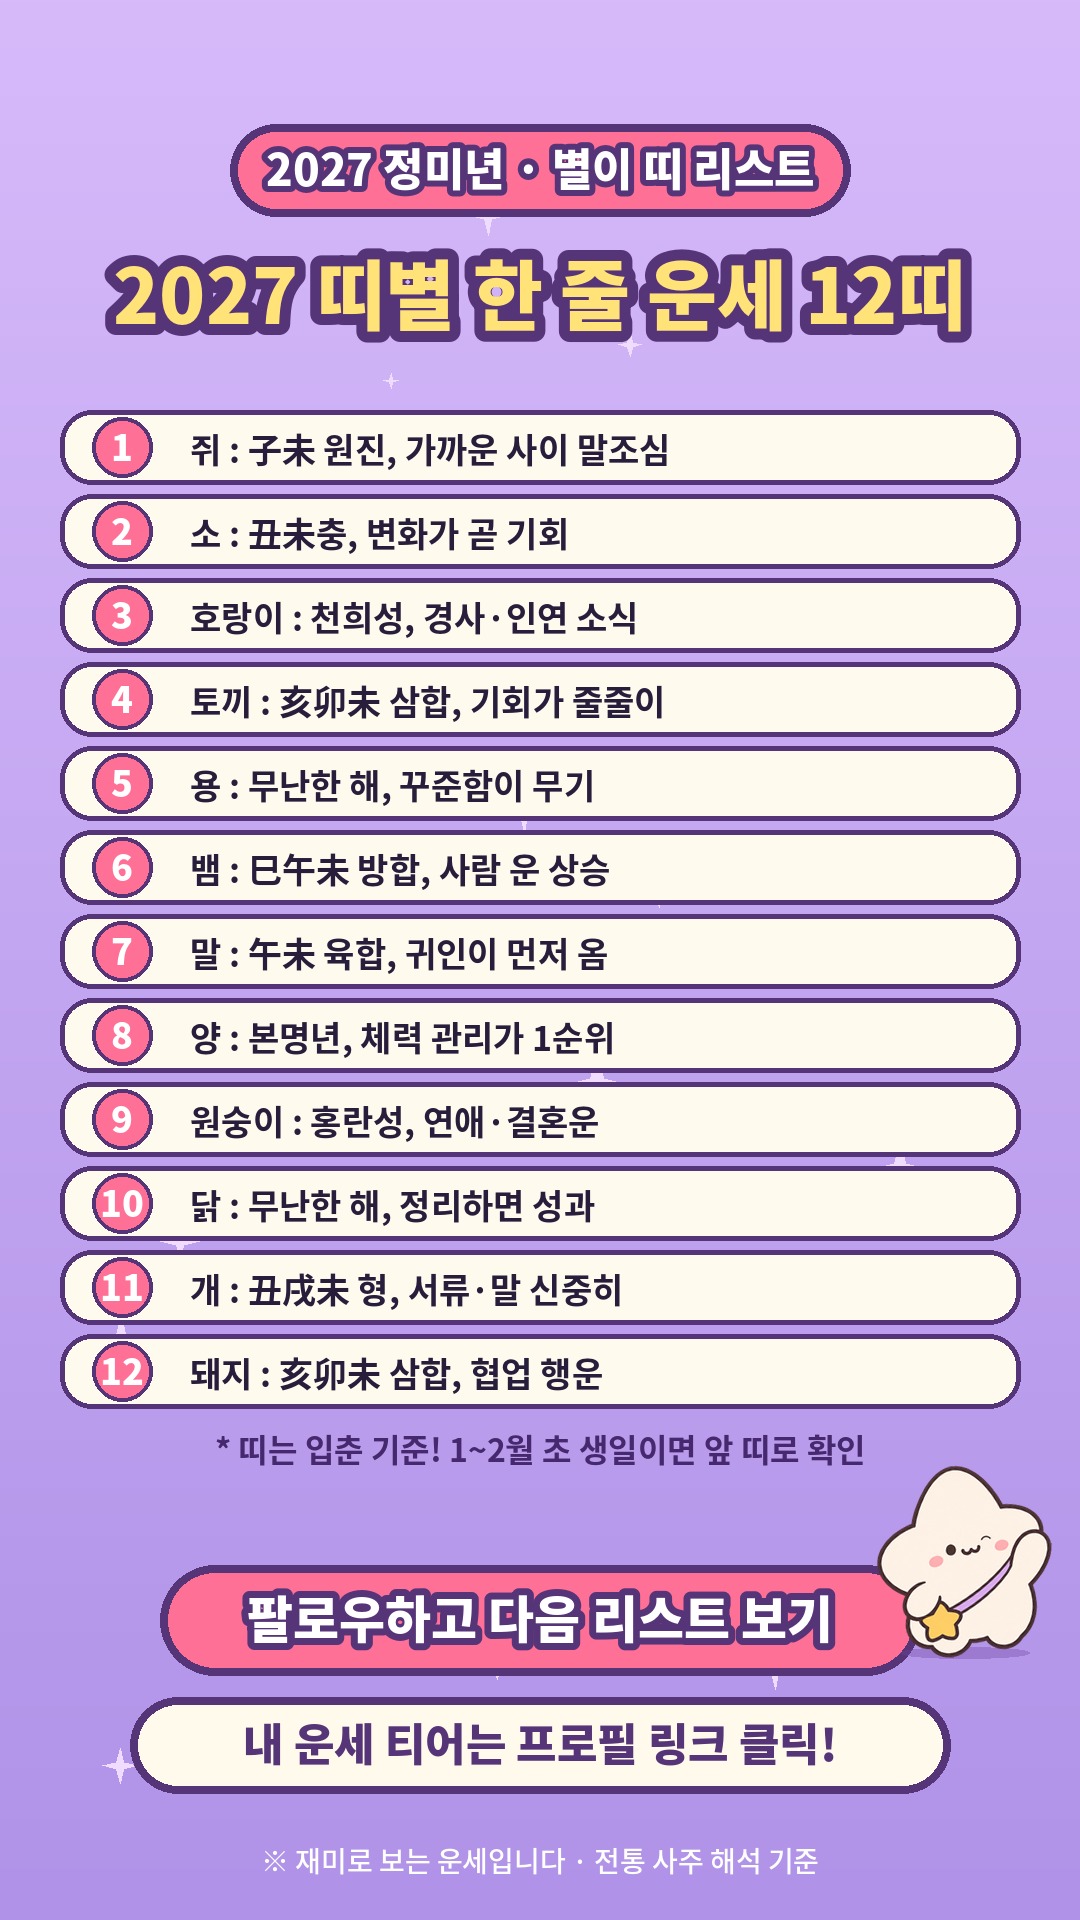 2027 정미년 · 별이 띠 리스트
2027 띠별 한 줄 운세 12띠
1 쥐 : 子未 원진, 가까운 사이 말조심
2 소 : 丑未충, 변화가 곧 기회
3 호랑이 : 천희성, 경사·인연 소식
4 토끼 : 亥卯未 삼합, 기회가 줄줄이
5 용 : 무난한 해, 꾸준함이 무기
6 뱀 : 巳午未 방합, 사람 운 상승
7 말 : 午未 육합, 귀인이 먼저 옴
8 양 : 본명년, 체력 관리가 1순위
9 원숭이 : 홍란성, 연애·결혼운
10 닭 : 무난한 해, 정리하면 성과
11 개 : 丑戌未 형, 서류·말 신중히
12 돼지 : 亥卯未 삼합, 협업 행운
* 띠는 입춘 기준! 1~2월 초 생일이면 앞 띠로 확인
팔로우하고 다음 리스트 보기
내 운세 티어는 프로필 링크 클릭!
※ 재미로 보는 운세입니다 · 전통 사주 해석 기준